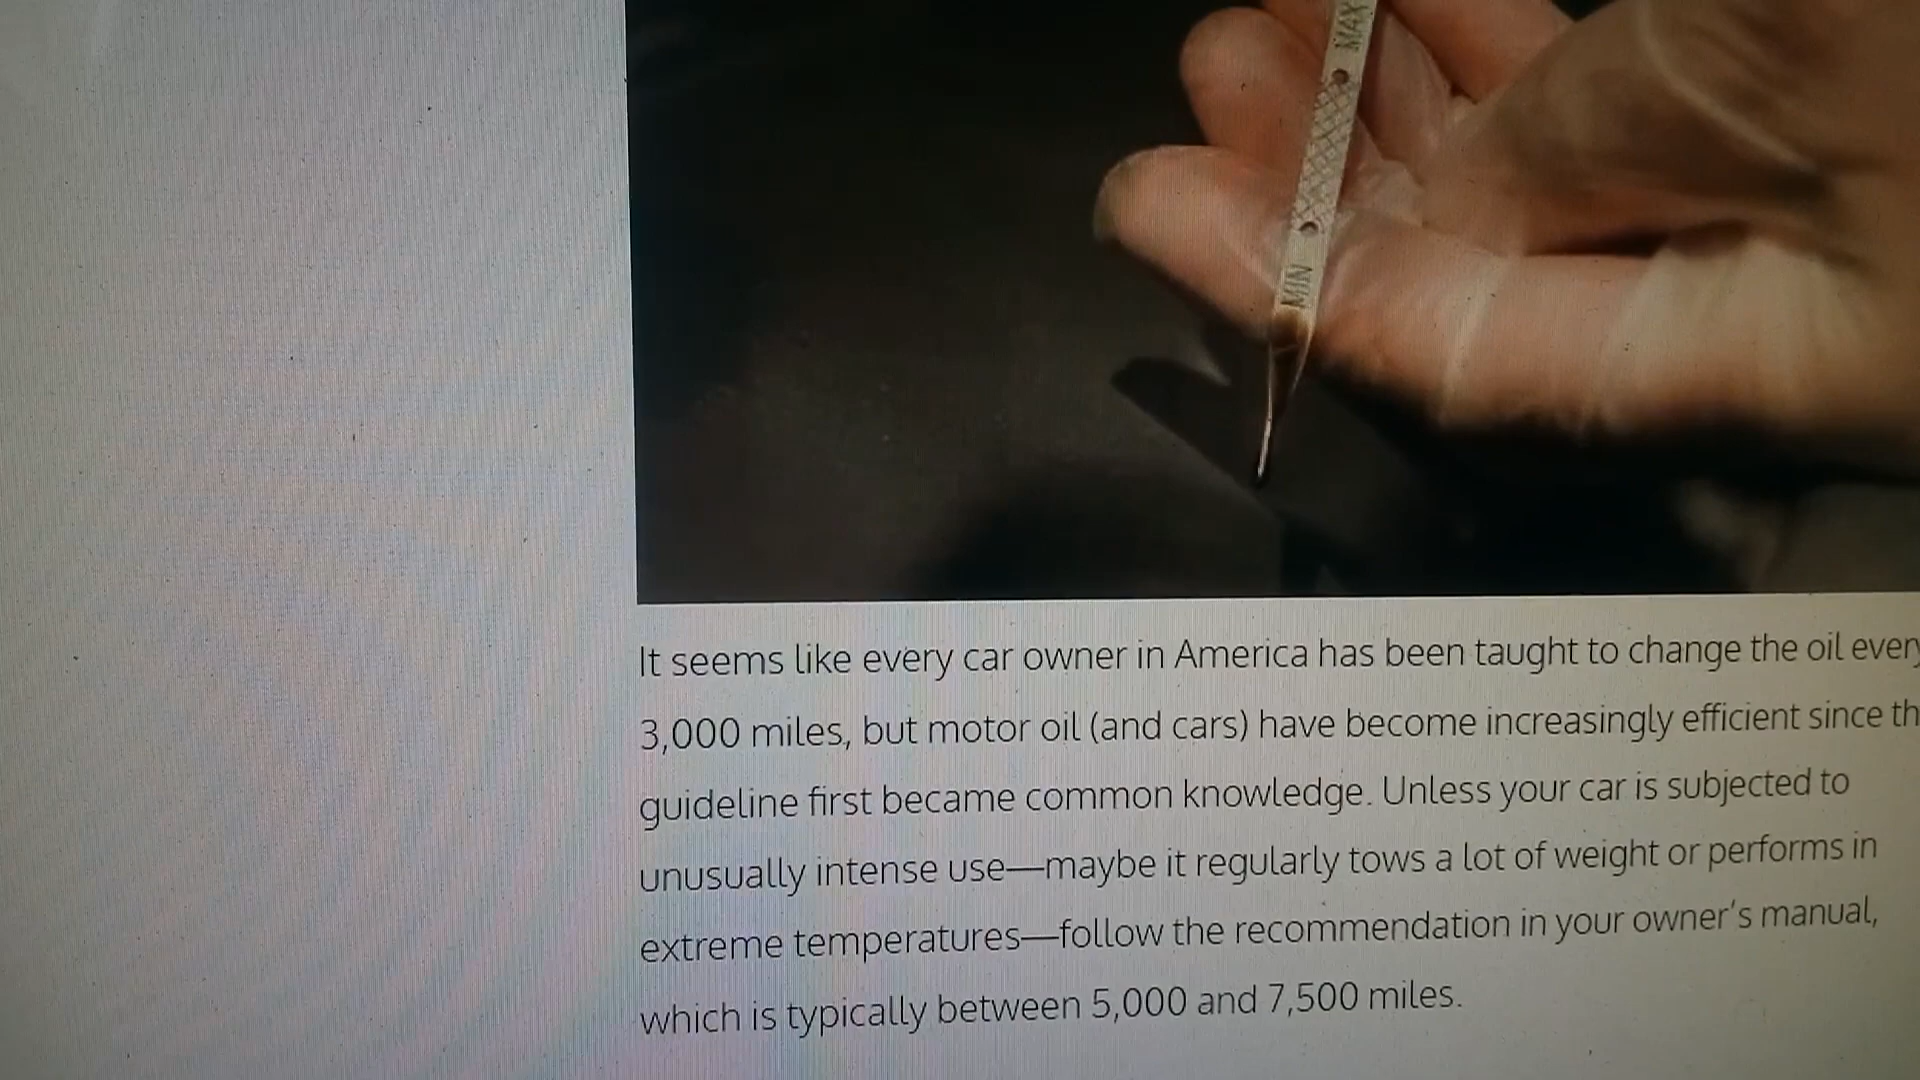 MAX
MIN
It seems like every car owner in America has been taught to change the oil every
3,000 miles, but motor oil (and cars) have become increasingly efficient since th
guideline first became common knowledge. Unless your car is subjected to
unusually intense use—maybe it regularly tows a lot of weight or performs in
extreme temperatures—follow the recommendation in your owner's manual,
which is typically between 5,000 and 7,500 miles.